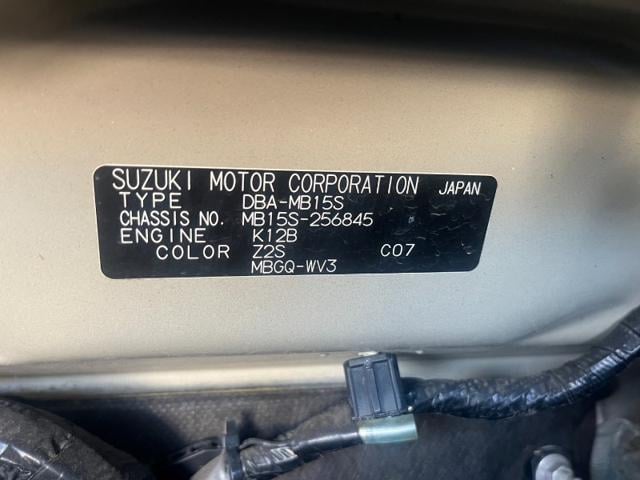 SUZUKI MOTOR CORPORATION JAPAN
TYPE DBA-MB15S
CHASSIS NO. MB15S-256845
ENGINE K12B
COLOR Z2S C07
MBGQ-WV3